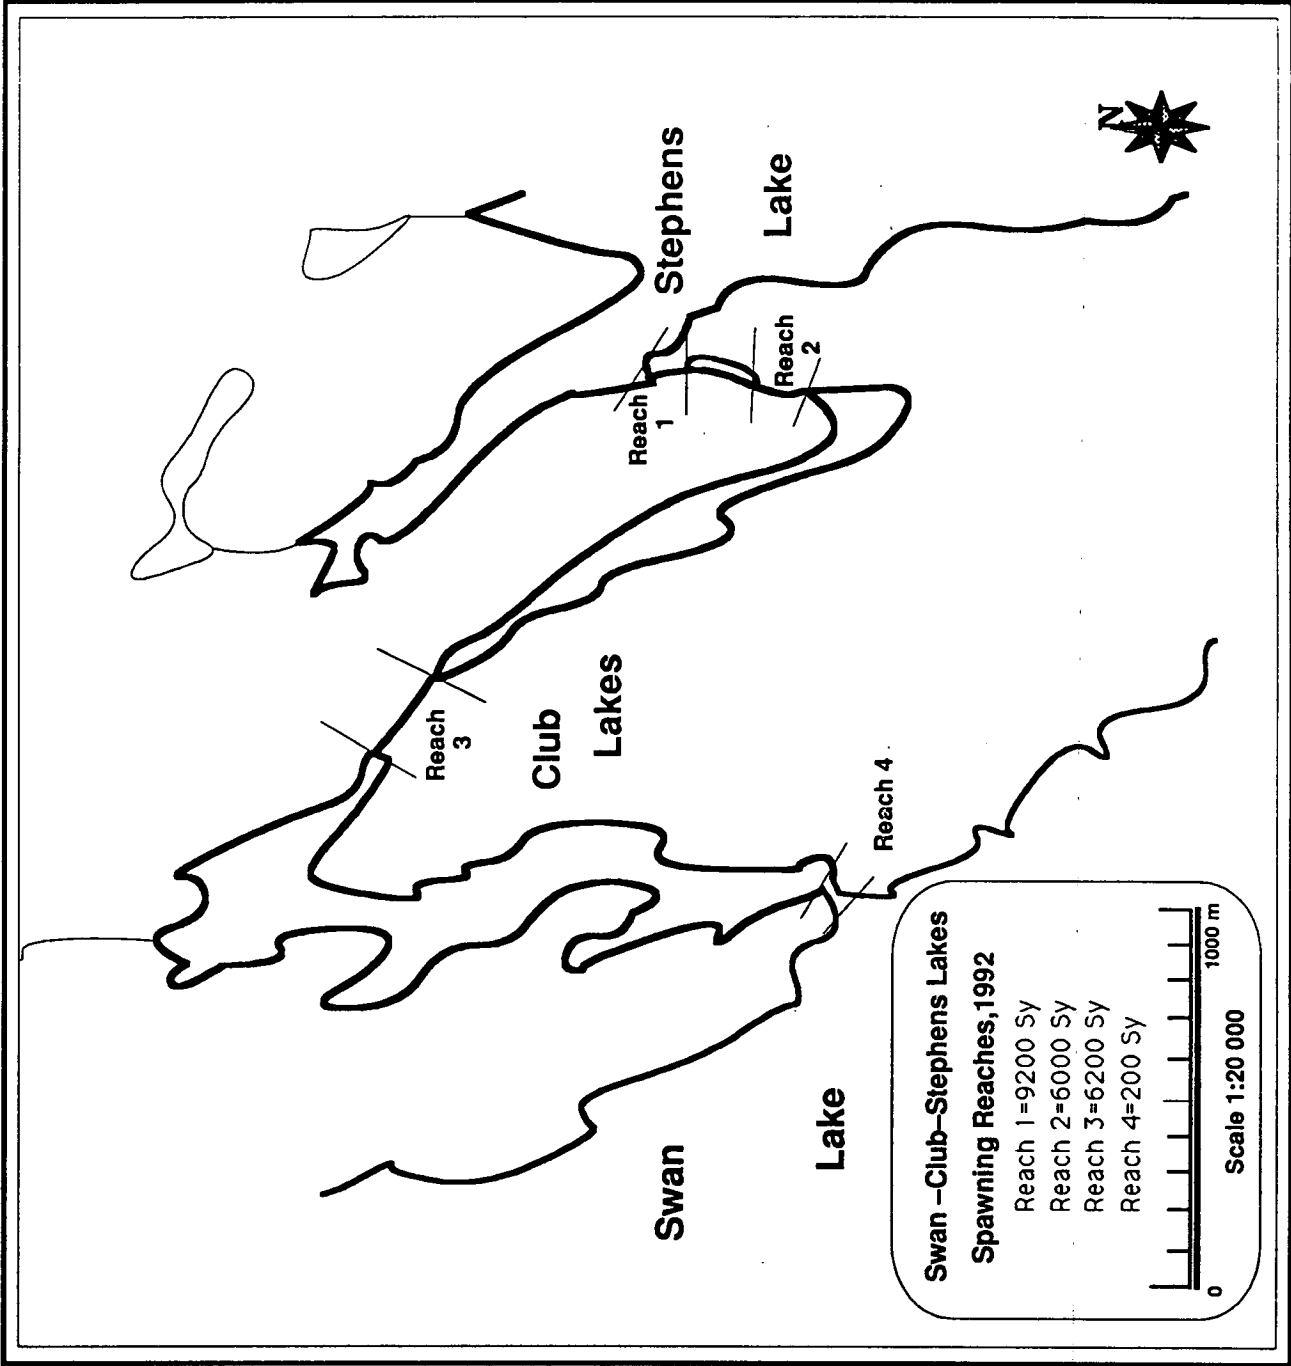 N
Stephens
Lake
Reach
1
Reach
2
Reach
3
Club
Lakes
Reach 4
Swan
Lake
Swan –Club–Stephens Lakes
Spawning Reaches,1992
Reach 1=9200 Sy
Reach 2=6000 Sy
Reach 3=6200 Sy
Reach 4=200 Sy
0 1000 m
Scale 1:20 000